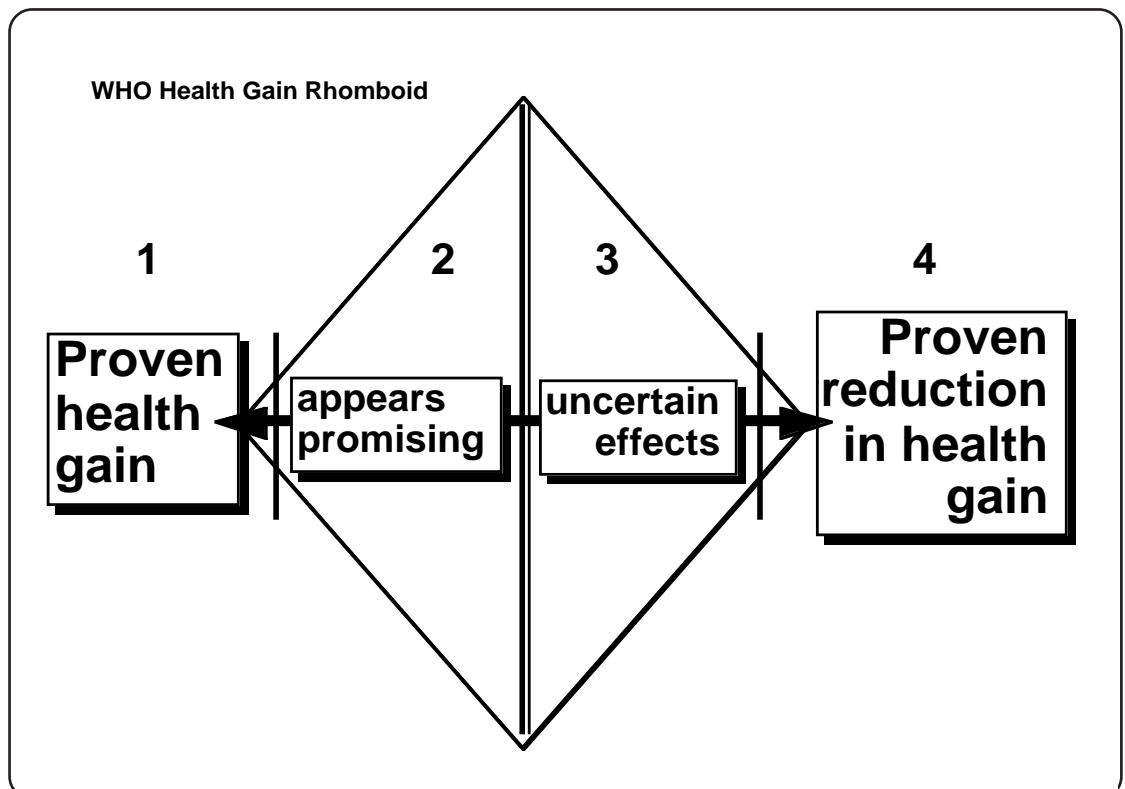 WHO Health Gain Rhomboid
1
2
3
4
Proven
health
gain
appears
promising
uncertain
effects
Proven
reduction
in health
gain